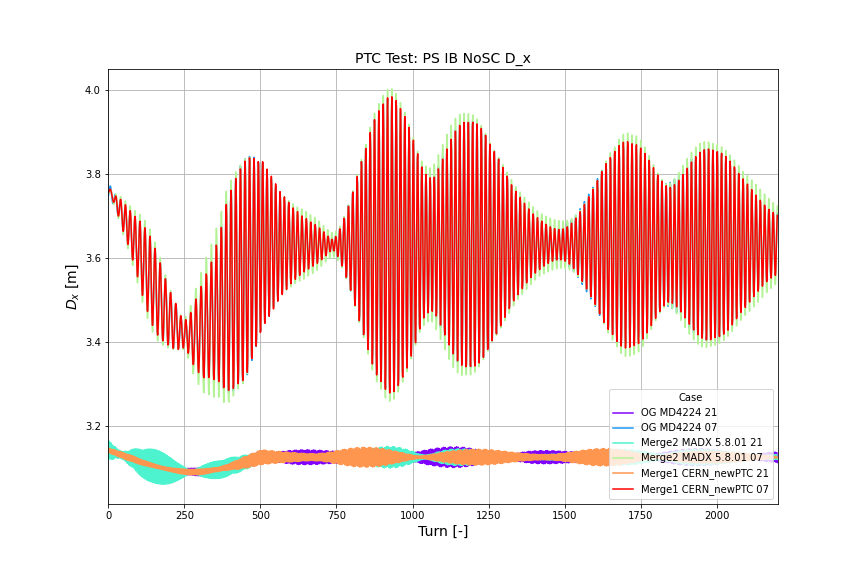 PTC Test: PS IB NoSC D_x
4.0
3.8
3.6
3.4
3.2
D_x [m]
0 250 500 750 1000 1250 1500 1750 2000
Turn [-]
Case
OG MD4224 21
OG MD4224 07
Merge2 MADX 5.8.01 21
Merge2 MADX 5.8.01 07
Merge1 CERN_newPTC 21
Merge1 CERN_newPTC 07